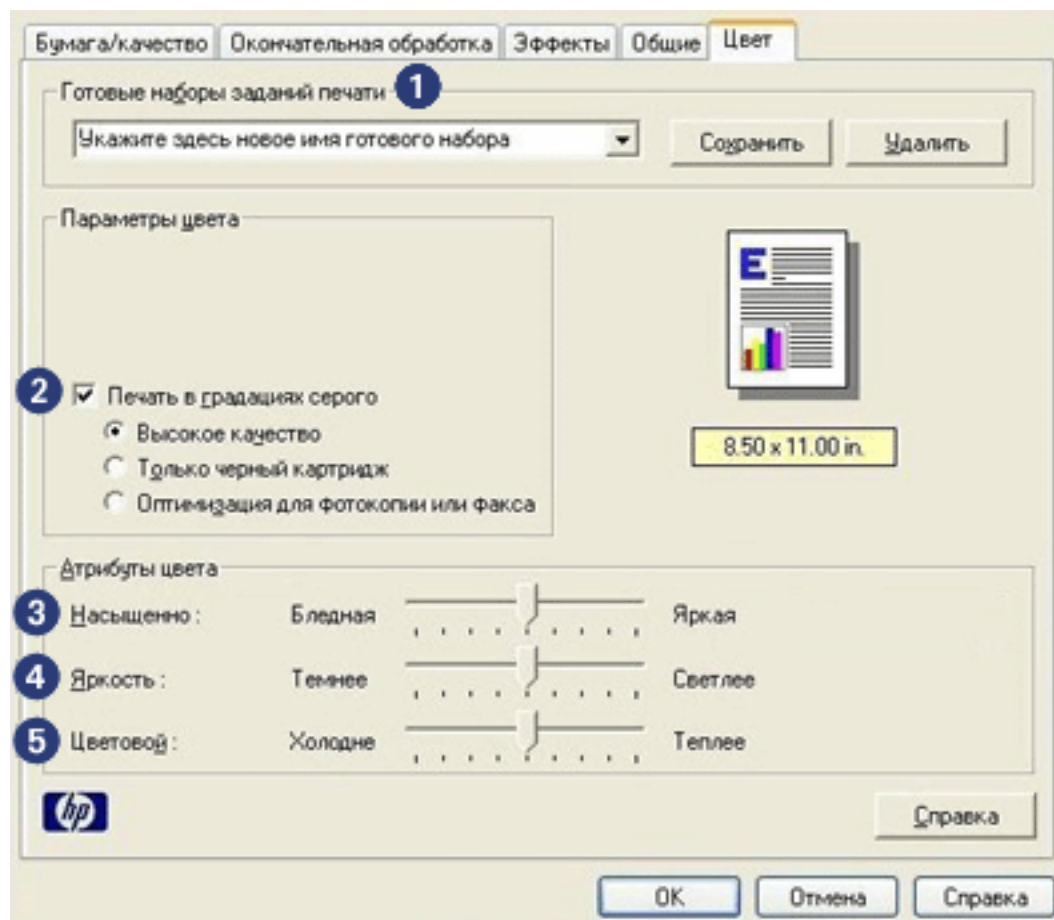 Бумага/качество Окончательная обработка Эффекты Общие Цвет
Готовые наборы заданий печати 1
Укажите здесь новое имя готового набора Сохранить Удалить
Параметры цвета
E
2 Печать в градациях серого
Высокое качество
8.50 x 11.00 in.
Только черный картридж
Оптимизация для фотокопии или факса
Атрибуты цвета
3 Насыщенно : Бледная Яркая
4 Яркость : Темнее Светлее
5 Цветовой : Холодне Теплее
hp Справка
OK Отмена Справка